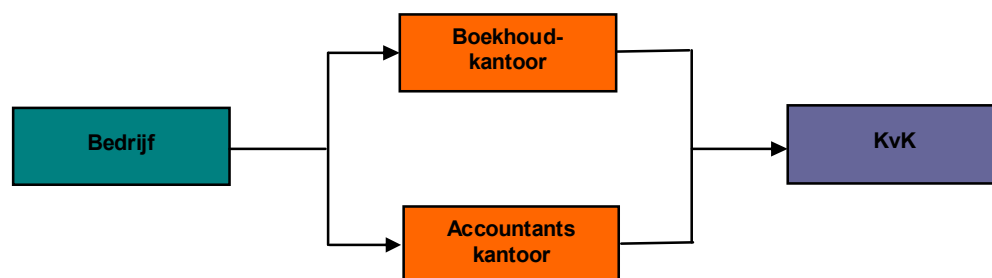 Boekhoud-
kantoor
Bedrijf
KvK
Accountants
kantoor